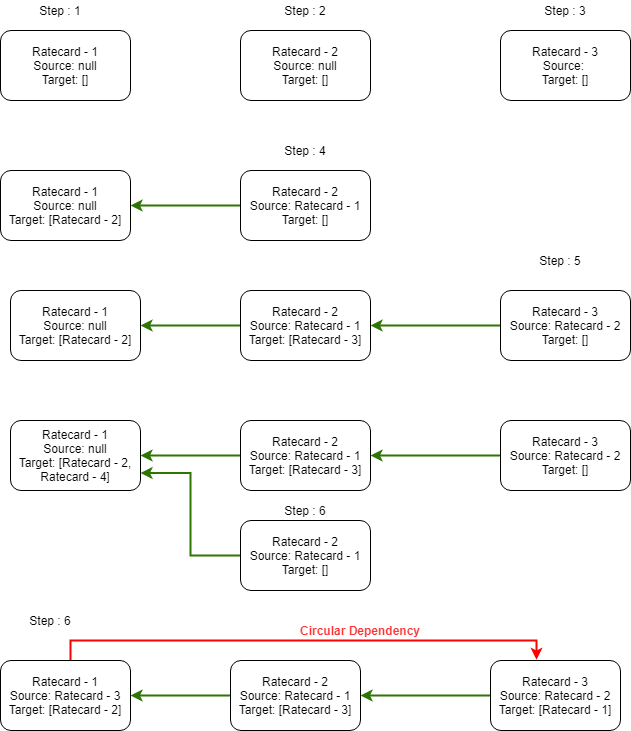 Step : 1
Step : 2
Step : 3
Ratecard - 1
Source: null
Target: []
Ratecard - 2
Source: null
Target: []
Ratecard - 3
Source:
Target: []
Step : 4
Ratecard - 1
Source: null
Target: [Ratecard - 2]
Ratecard - 2
Source: Ratecard - 1
Target: []
Step : 5
Ratecard - 1
Source: null
Target: [Ratecard - 2]
Ratecard - 2
Source: Ratecard - 1
Target: [Ratecard - 3]
Ratecard - 3
Source: Ratecard - 2
Target: []
Ratecard - 1
Source: null
Target: [Ratecard - 2,
Ratecard - 4]
Ratecard - 2
Source: Ratecard - 1
Target: [Ratecard - 3]
Ratecard - 3
Source: Ratecard - 2
Target: []
Step : 6
Ratecard - 2
Source: Ratecard - 1
Target: []
Step : 6
Circular Dependency
Ratecard - 1
Source: Ratecard - 3
Target: [Ratecard - 2]
Ratecard - 2
Source: Ratecard - 1
Target: [Ratecard - 3]
Ratecard - 3
Source: Ratecard - 2
Target: [Ratecard - 1]